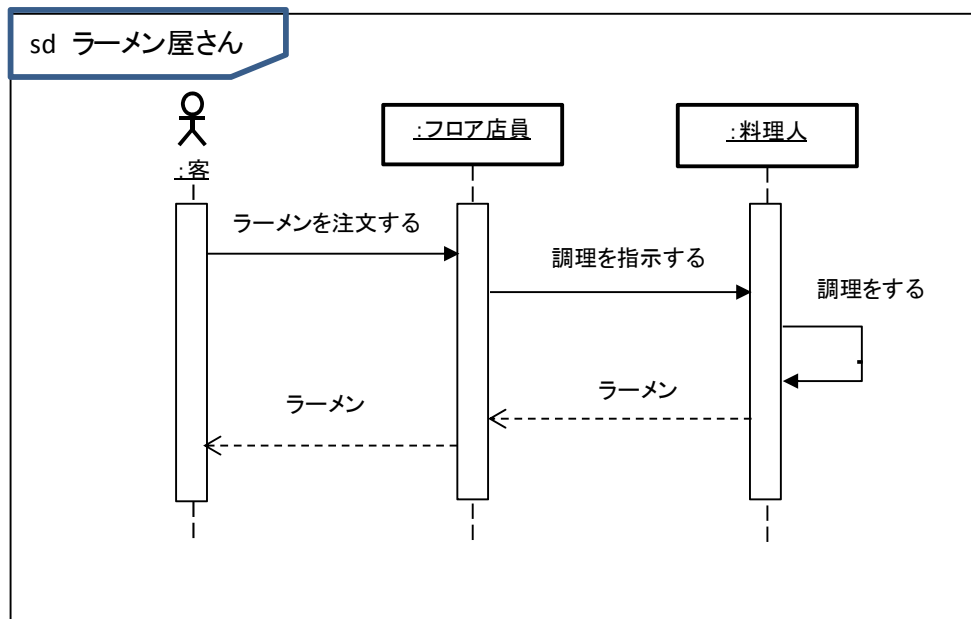 sd ラーメン屋さん
:客
:フロア店員
:料理人
ラーメンを注文する
調理を指示する
調理をする
ラーメン
ラーメン